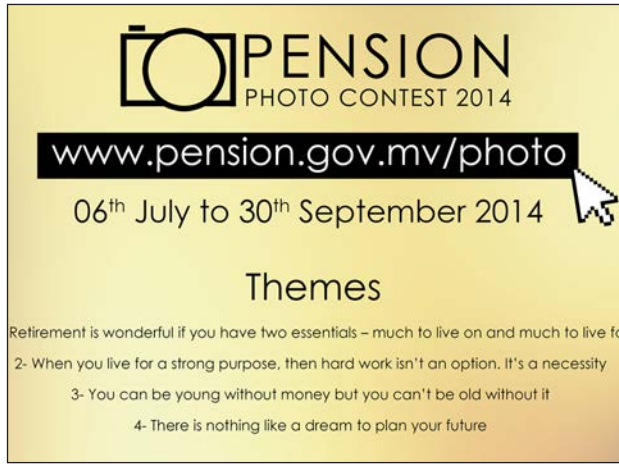 PENSION
PHOTO CONTEST 2014
www.pension.gov.mv/photo
06th July to 30th September 2014
Themes
Retirement is wonderful if you have two essentials – much to live on and much to live
2- When you live for a strong purpose, then hard work isn't an option. It's a necessity
3- You can be young without money but you can't be old without it
4- There is nothing like a dream to plan your future